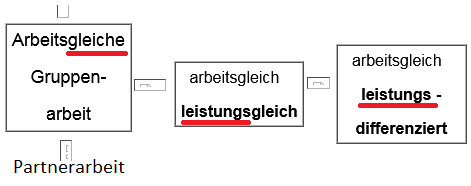 Arbeitsgleiche
Gruppen-
arbeit
Partnerarbeit
arbeitsgleich
leistungsgleich
arbeitsgleich
leistungs -
differenziert